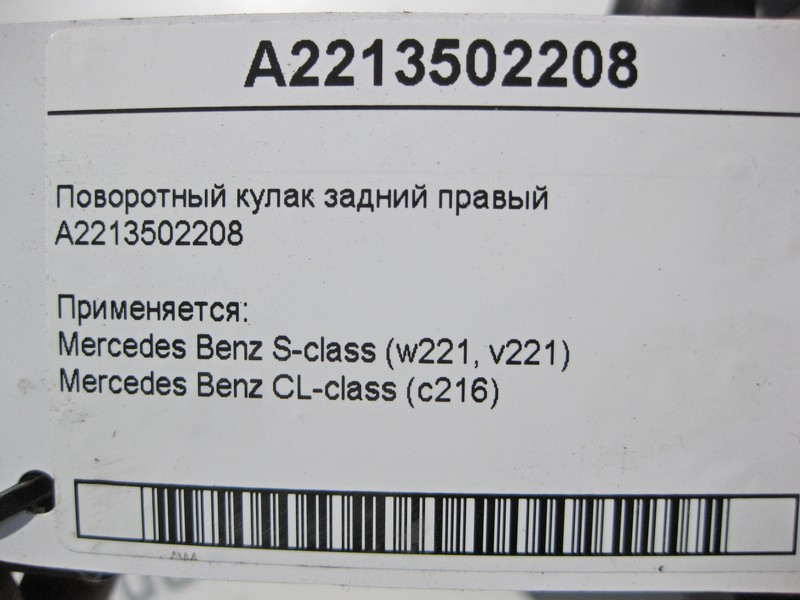 A2213502208
Поворотный кулак задний правый
A2213502208
Применяется:
Mercedes Benz S-class (w221, v221)
Mercedes Benz CL-class (c216)